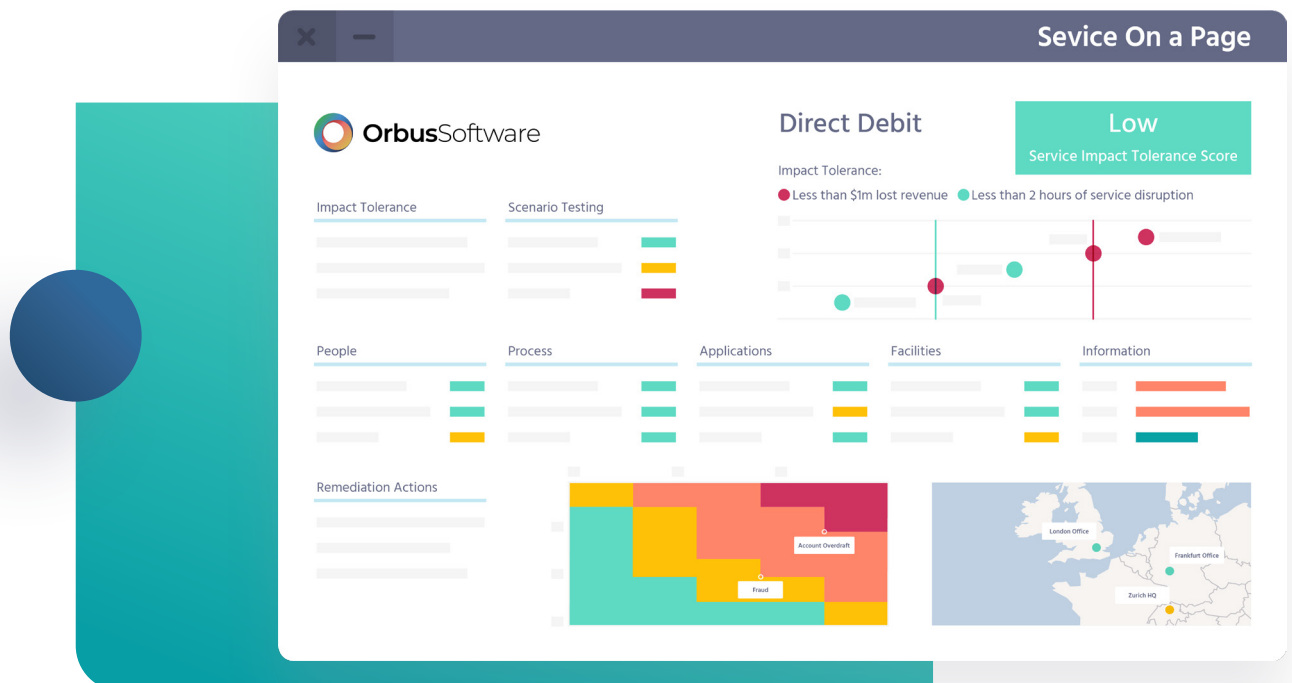 Sevice On a Page
OrbusSoftware
Direct Debit
Low
Service Impact Tolerance Score
Impact Tolerance:
Less than $1m lost revenue Less than 2 hours of service disruption
Impact Tolerance
Scenario Testing
People
Process
Applications
Facilities
Information
Remediation Actions
Account Overdraft
Fraud
London Office
Frankfurt Office
Zurich HQ